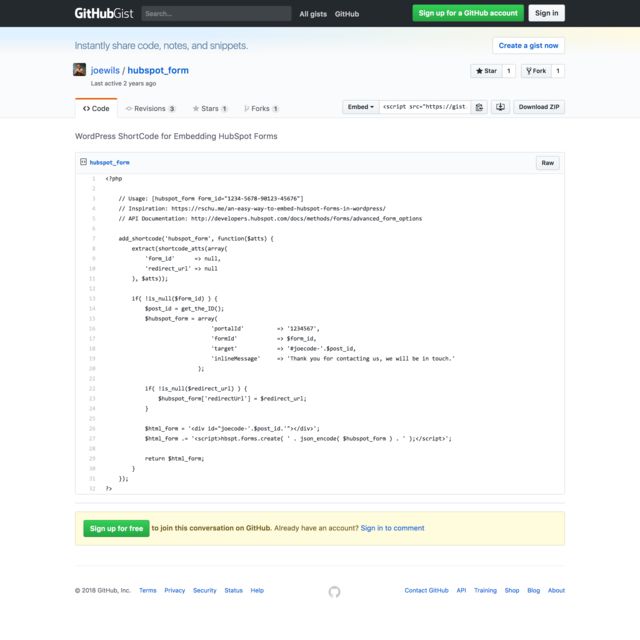 GitHubGist Search... All gists GitHub Sign up for a GitHub account Sign in
Instantly share code, notes, and snippets. Create a gist now
joewils / hubspot_form Star 1 Fork 1
Last active 2 years ago
Code Revisions 3 Stars 1 Forks 1 Embed <script src="https://gist. Download ZIP
WordPress ShortCode for Embedding HubSpot Forms
hubspot_form Raw
1 <?php
2
3 // Usage: [hubspot_form form_id="1234-5678-90123-45676"]
4 // Inspiration: https://rschu.me/an-easy-way-to-embed-hubspot-forms-in-wordpress/
5 // API Documentation: http://developers.hubspot.com/docs/methods/forms/advanced_form_options
6
7 add_shortcode('hubspot_form', function($atts) {
8 extract(shortcode_atts(array(
9 'form_id' => null,
10 'redirect_url' => null
11 ), $atts));
12
13 if( !is_null($form_id) ) {
14 $post_id = get_the_ID();
15 $hubspot_form = array(
16 'portalId' => '1234567',
17 'formId' => $form_id,
18 'target' => '#joecode-'.$post_id,
19 'inlineMessage' => 'Thank you for contacting us, we will be in touch.'
20 );
21
22 if( !is_null($redirect_url) ) {
23 $hubspot_form['redirectUrl'] = $redirect_url;
24 }
25
26 $html_form = '<div id="joecode-'.$post_id.'"></div>';
27 $html_form .= '<script>hbspt.forms.create( ' . json_encode( $hubspot_form ) . ' );</script>';
28
29 return $html_form;
30 }
31 });
32 ?>
Sign up for free to join this conversation on GitHub. Already have an account? Sign in to comment
© 2018 GitHub, Inc. Terms Privacy Security Status Help Contact GitHub API Training Shop Blog About